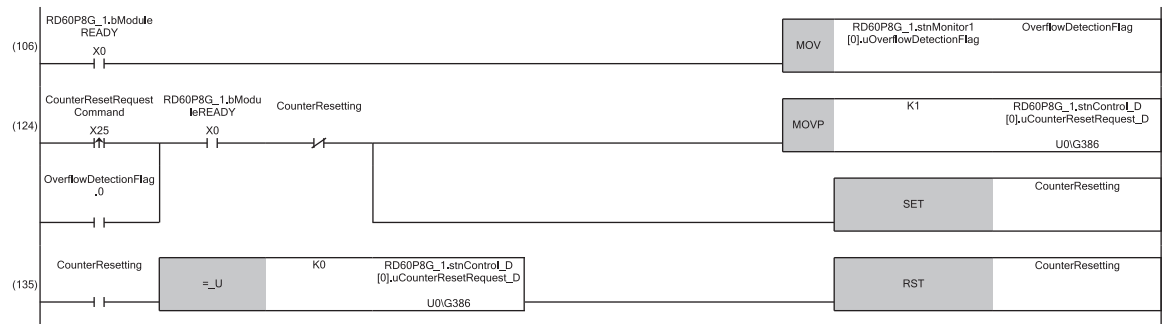 RD60P8G_1.bModule
READY
X0
(106)
MOV
RD60P8G_1.stnMonitor1
[0].uOverflowDetectionFlag
OverflowDetectionFlag
CounterResetRequest
Command
X25
RD60P8G_1.bModu
leREADY
X0
CounterResetting
(124)
MOVP
K1
RD60P8G_1.stnControl_D
[0].uCounterResetRequest_D
U0\G386
OverflowDetectionFlag
.0
SET
CounterResetting
CounterResetting
(135)
=_U
K0
RD60P8G_1.stnControl_D
[0].uCounterResetRequest_D
U0\G386
RST
CounterResetting